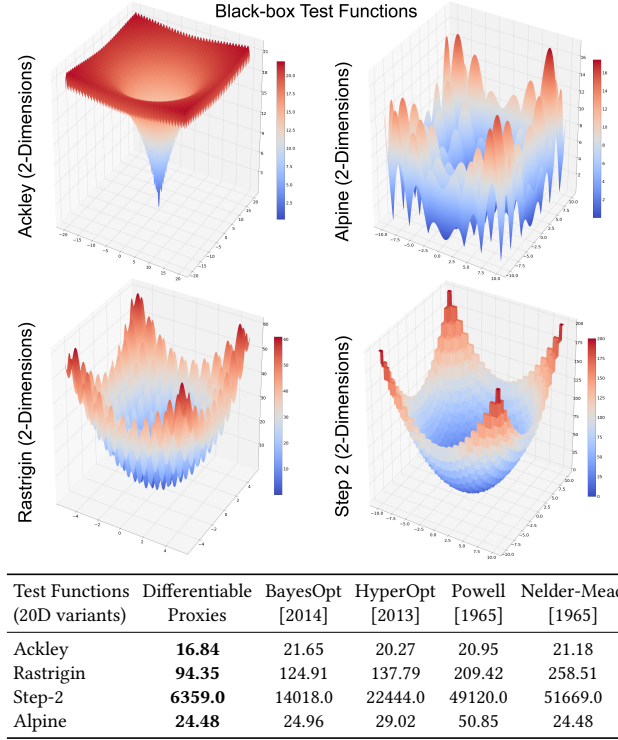 Black-box Test Functions
Ackley (2-Dimensions)
Alpine (2-Dimensions)
Rastrigin (2-Dimensions)
Step 2 (2-Dimensions)
Test Functions Differentiable BayesOpt HyperOpt Powell Nelder-Mead
(20D variants) Proxies [2014] [2013] [1965] [1965]
Ackley 16.84 21.65 20.27 20.95 21.18
Rastrigin 94.35 124.91 137.79 209.42 258.51
Step-2 6359.0 14018.0 22444.0 49120.0 51669.0
Alpine 24.48 24.96 29.02 50.85 24.48